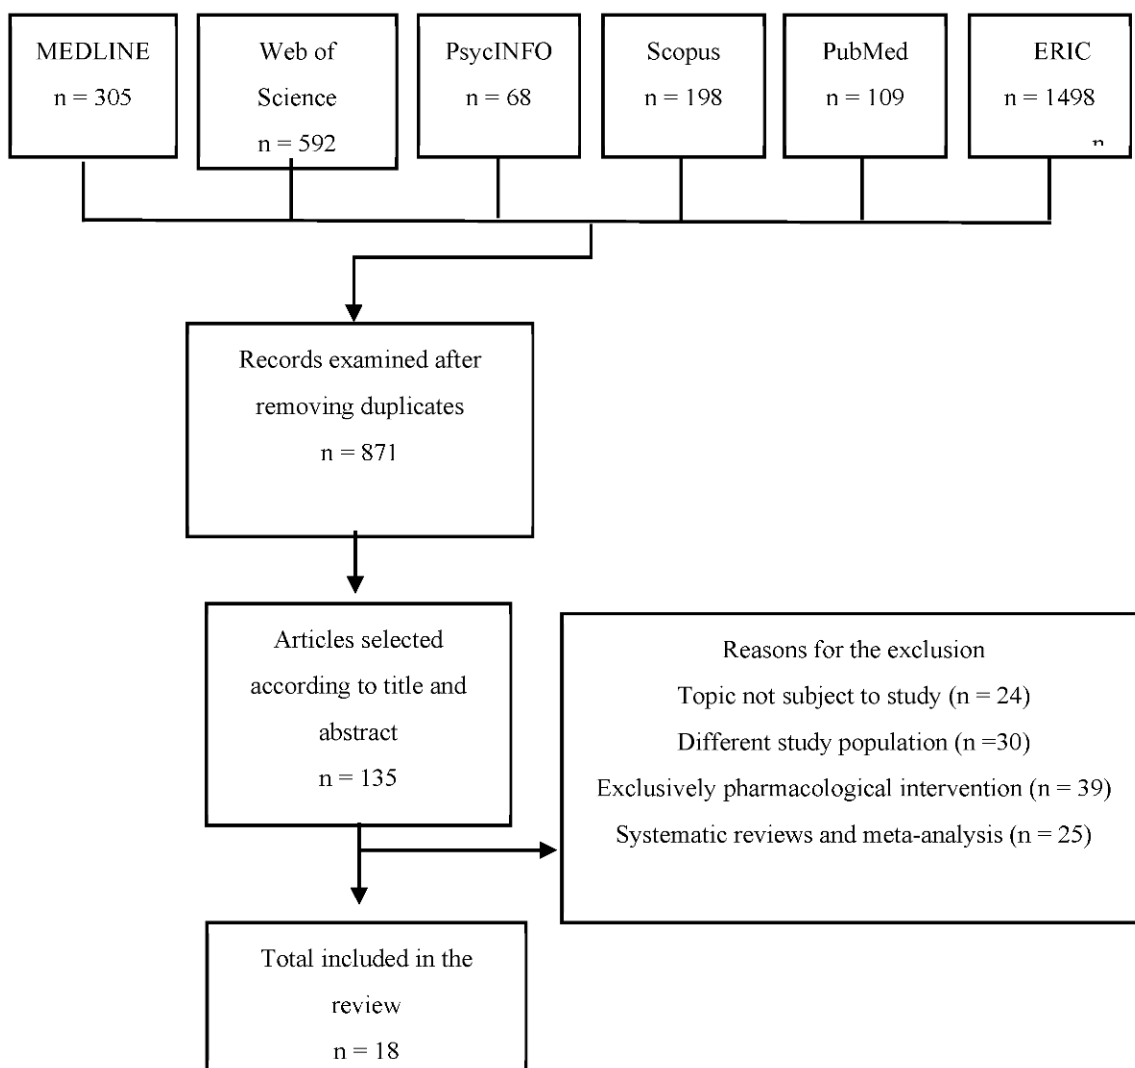 MEDLINE
n = 305
Web of
Science
n = 592
PsycINFO
n = 68
Scopus
n = 198
PubMed
n = 109
ERIC
n = 1498
n
Records examined after
removing duplicates
n = 871
Articles selected
according to title and
abstract
n = 135
Reasons for the exclusion
Topic not subject to study (n = 24)
Different study population (n =30)
Exclusively pharmacological intervention (n = 39)
Systematic reviews and meta-analysis (n = 25)
Total included in the
review
n = 18